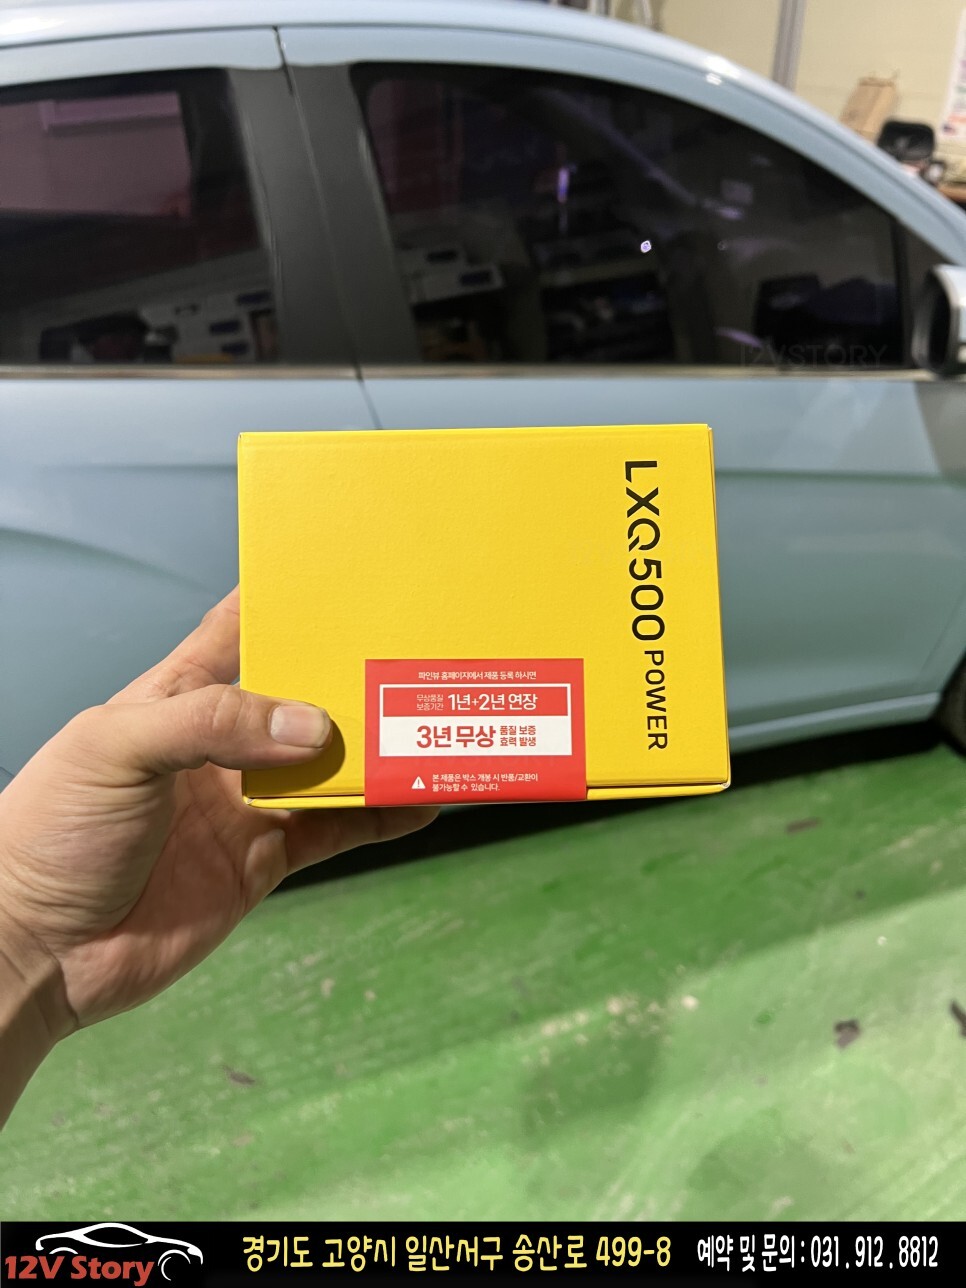 12VSTORY
LXQ500 POWER
파인뷰 홈페이지에서 제품 등록 하시면
무상품질
보증기간 1년+2년 연장
3년 무상 품질 보증
효력 발생
본 제품은 박스 개봉 시 반품/교환이
불가능할 수 있습니다.
12VSTORY
12V Story
경기도 고양시 일산서구 송산로 499-8 예약 및 문의 : 031.912.8812